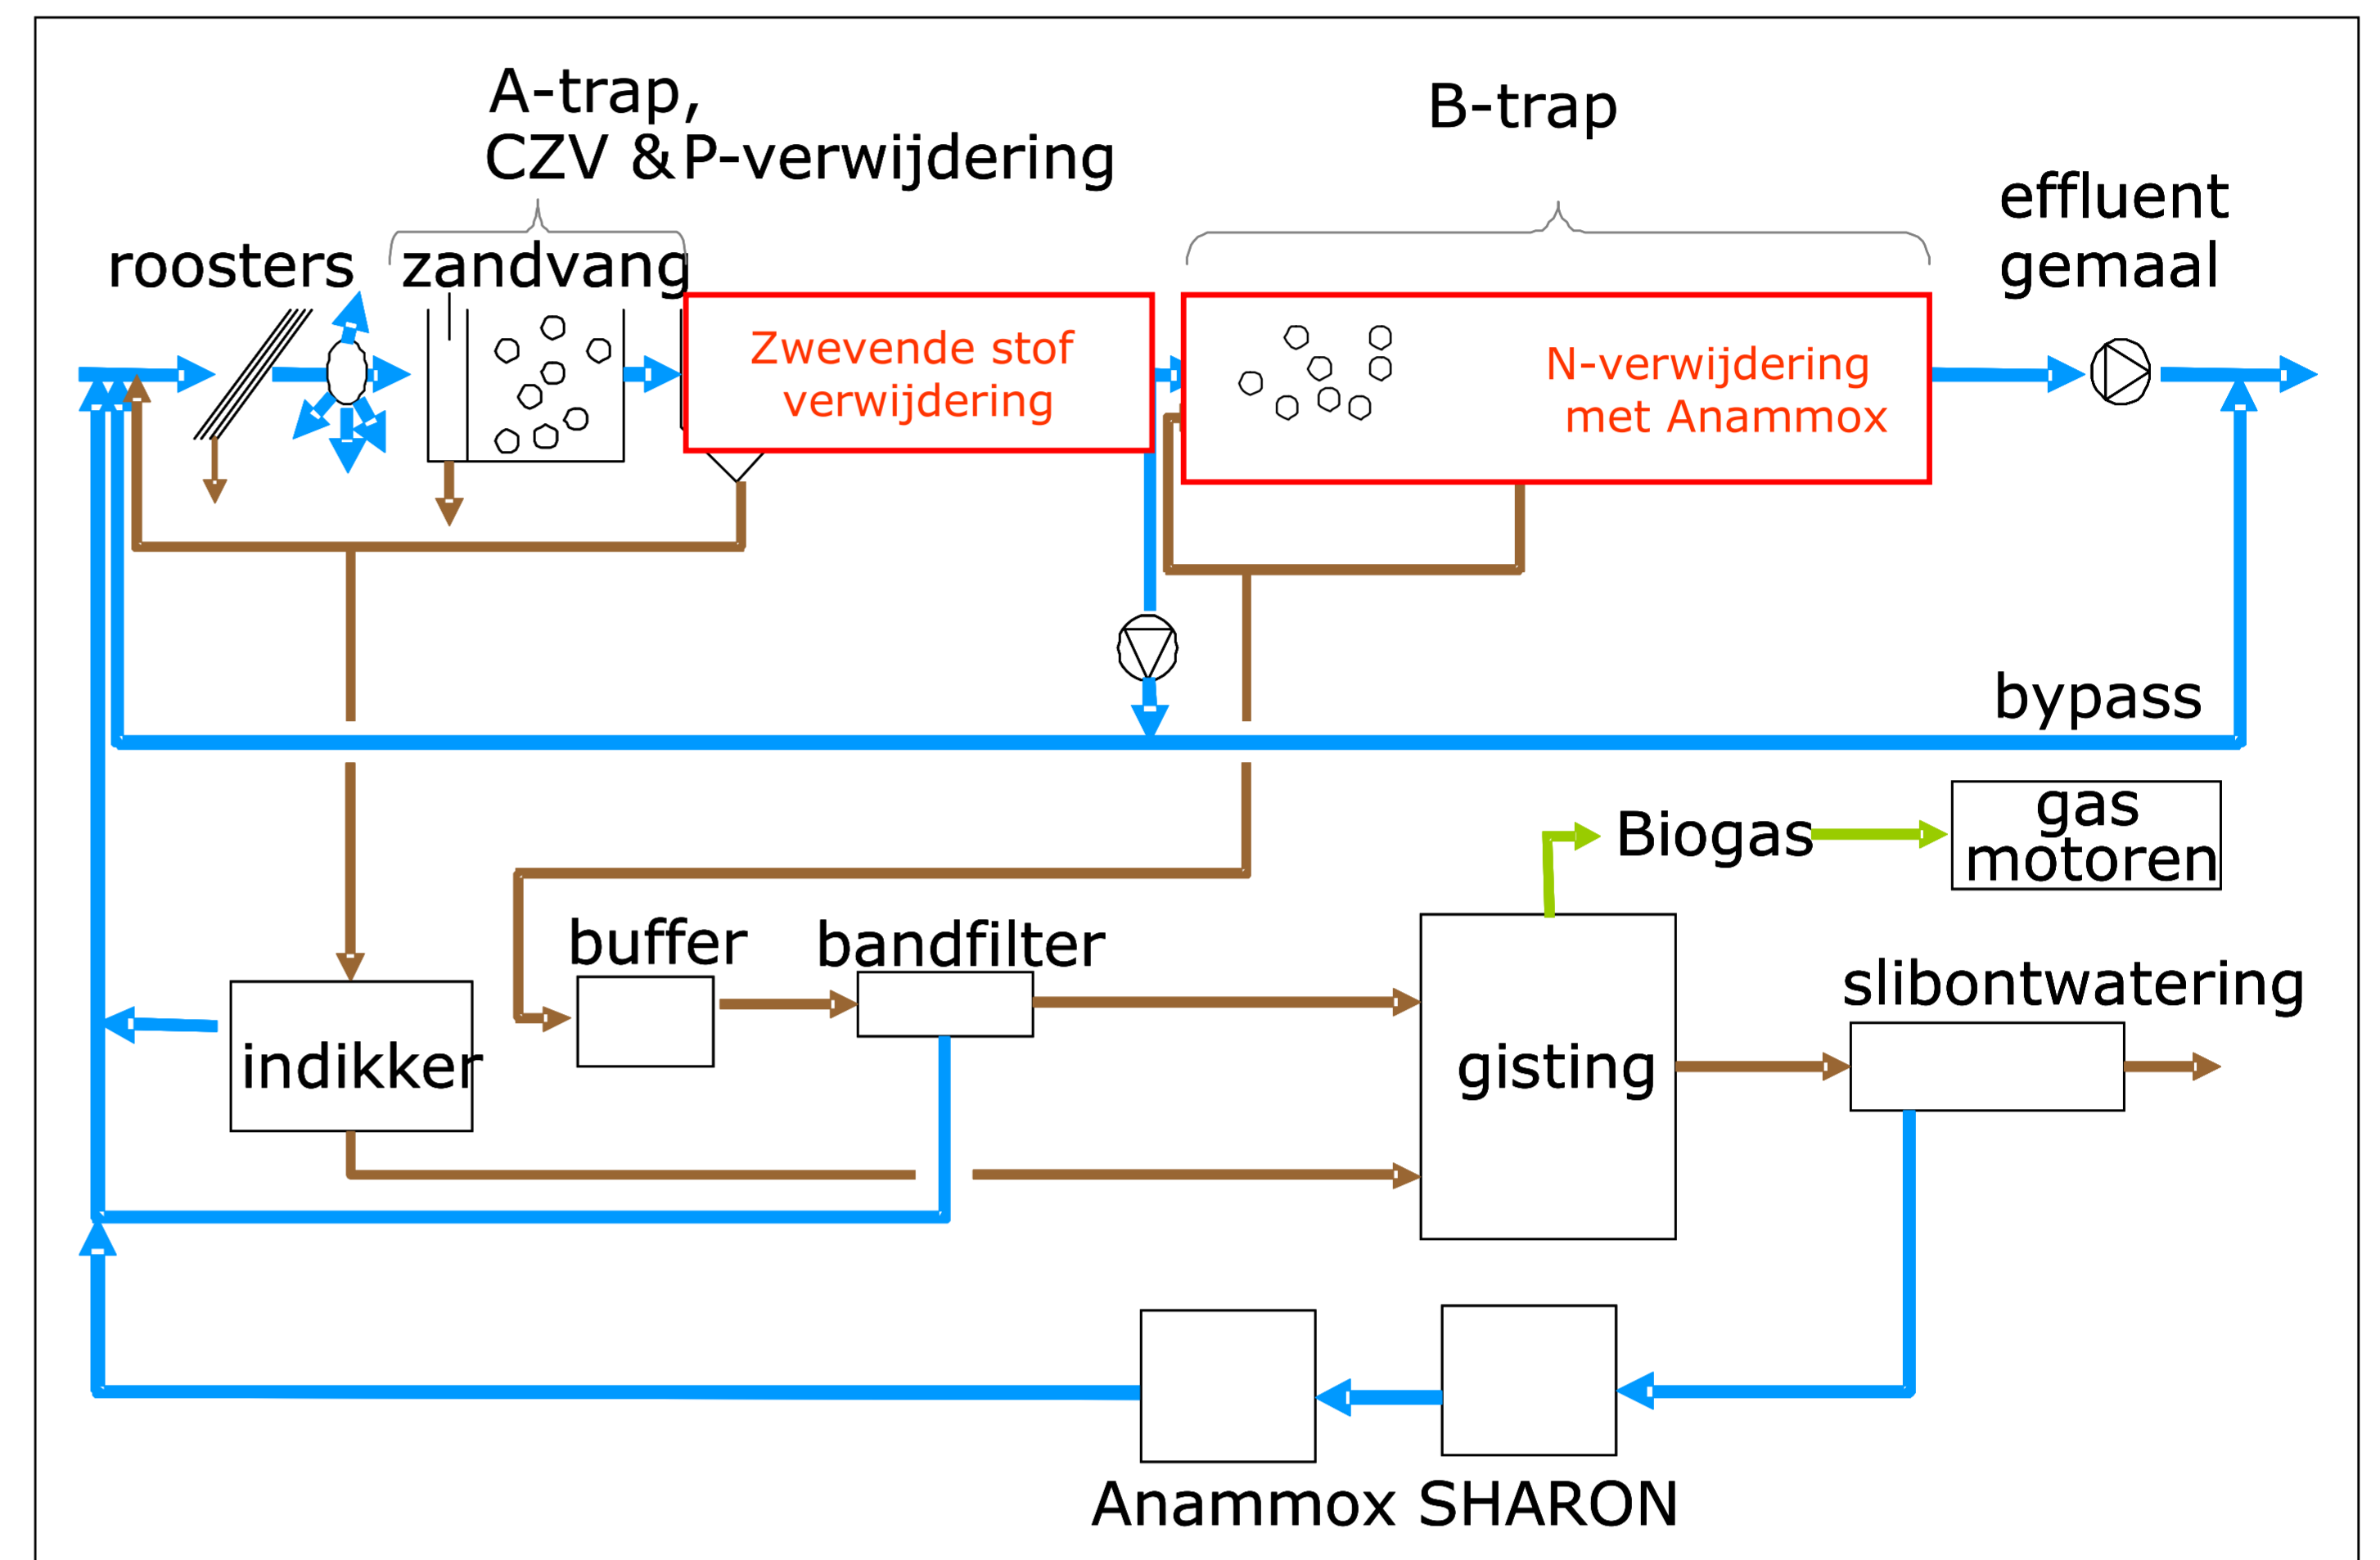 A-trap,
CZV & P-verwijdering
B-trap
effluent
gemaal
roosters
zandvang
Zwevende stof
verwijdering
N-verwijdering
met Anammox
bypass
Biogas
gas
motoren
buffer
bandfilter
slibontwatering
indikker
gisting
Anammox
SHARON